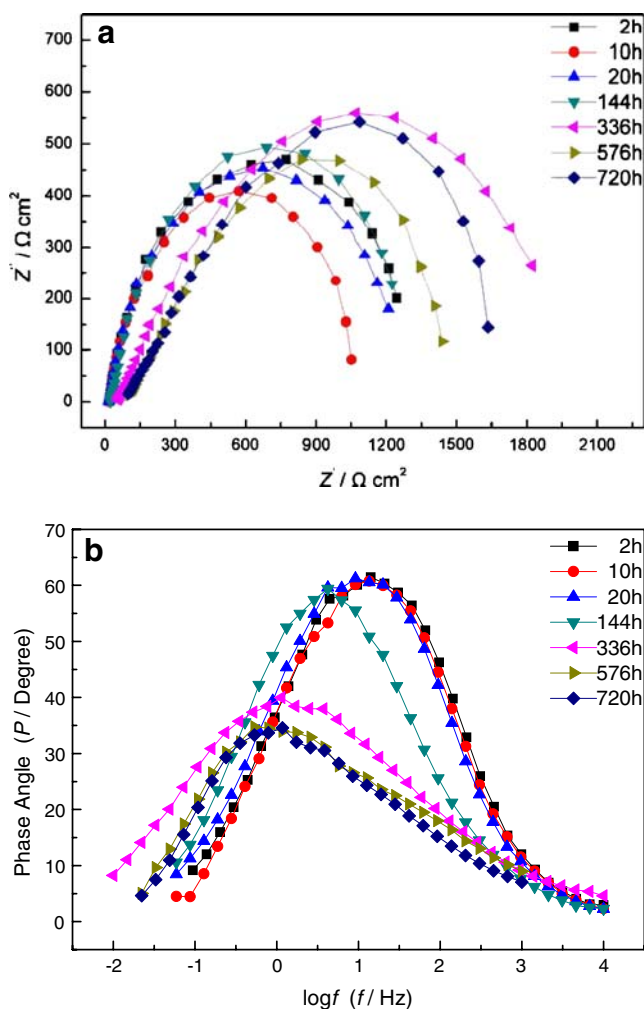 a
700
600
500
400
300
200
100
0
Z'' / Ω cm²
0 300 600 900 1200 1500 1800 2100
Z' / Ω cm²
2h
10h
20h
144h
336h
576h
720h
b
70
60
50
40
30
20
10
0
Phase Angle (P / Degree)
-2 -1 0 1 2 3 4
logf (f / Hz)
2h
10h
20h
144h
336h
576h
720h